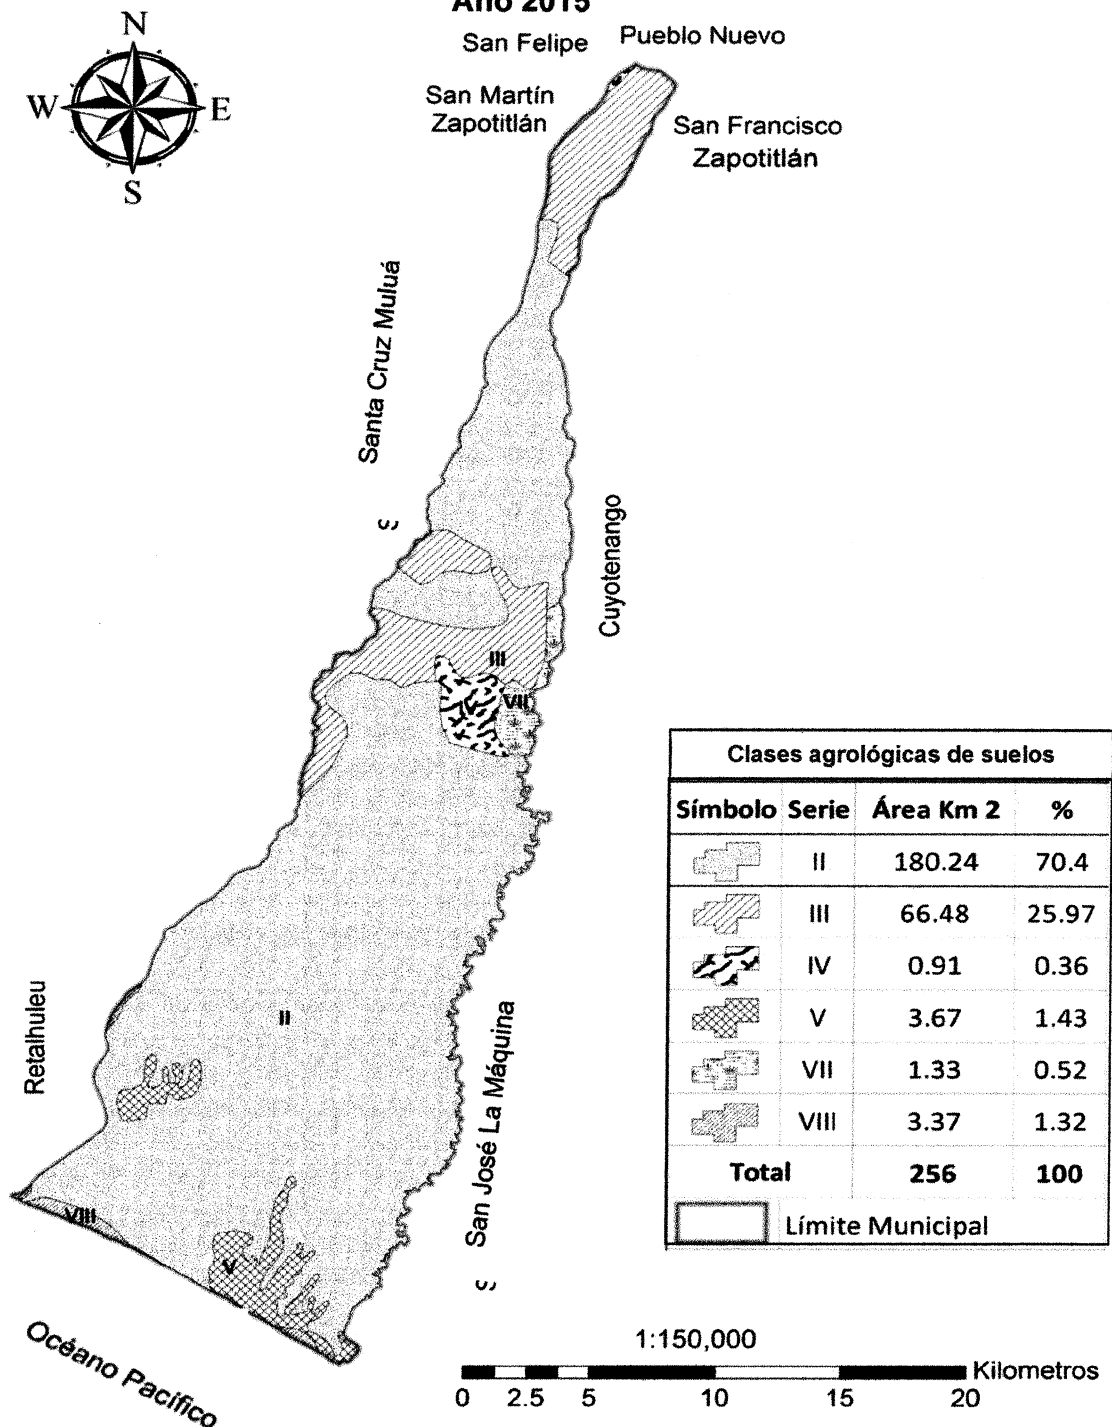 Año 2015
N
W E
S
San Felipe
Pueblo Nuevo
San Martín
Zapotitlán
San Francisco
Zapotitlán
Santa Cruz Muluá
Cuyotenango
III
VII
Clases agrológicas de suelos
Símbolo Serie Área Km 2 %
II 180.24 70.4
III 66.48 25.97
IV 0.91 0.36
V 3.67 1.43
VII 1.33 0.52
VIII 3.37 1.32
Total 256 100
Límite Municipal
Retalhuleu
II
San José La Máquina
VIII
V
Océano Pacífico
1:150,000
Kilometros
0 2.5 5 10 15 20